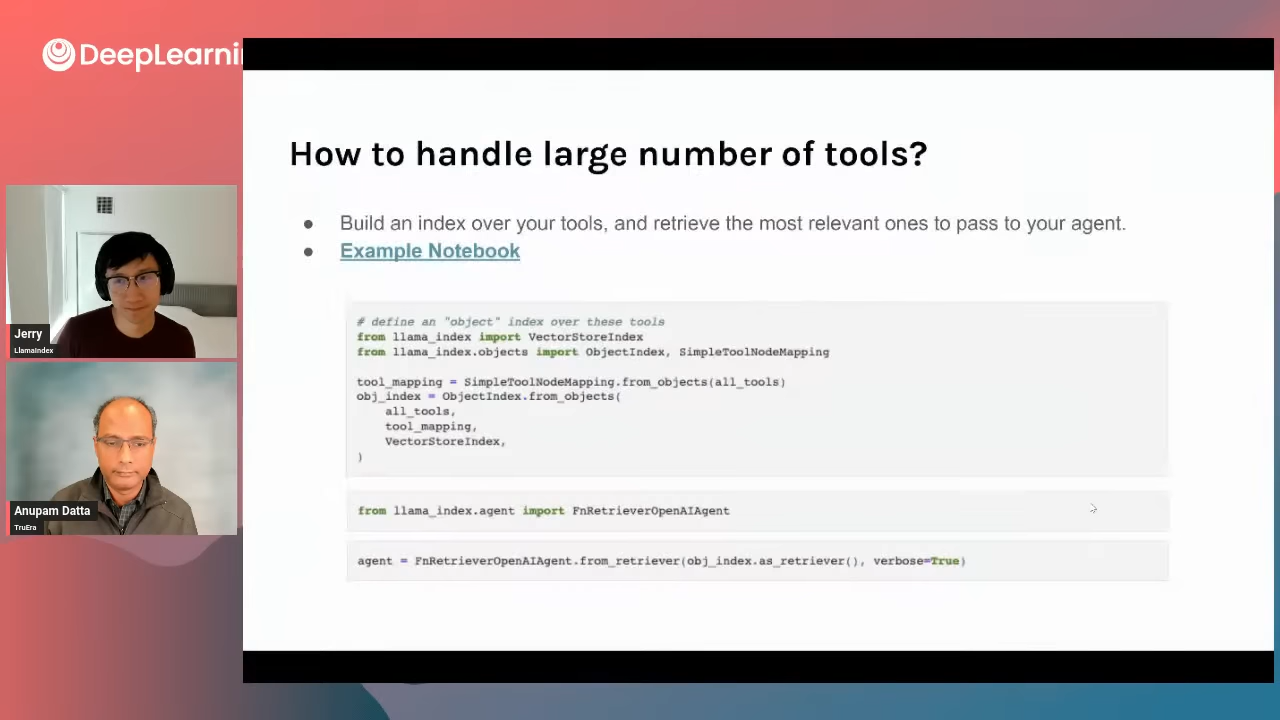 DeepLearni
How to handle large number of tools?
● Build an index over your tools, and retrieve the most relevant ones to pass to your agent.
● Example Notebook
# define an "object" index over these tools
from llama_index import VectorStoreIndex
from llama_index.objects import ObjectIndex, SimpleToolNodeMapping
tool_mapping = SimpleToolNodeMapping.from_objects(all_tools)
obj_index = ObjectIndex.from_objects(
    all_tools,
    tool_mapping,
    VectorStoreIndex,
)
from llama_index.agent import FnRetrieverOpenAIAgent
agent = FnRetrieverOpenAIAgent.from_retriever(obj_index.as_retriever(), verbose=True)
Jerry
LlamaIndex
Anupam Datta
TruEra